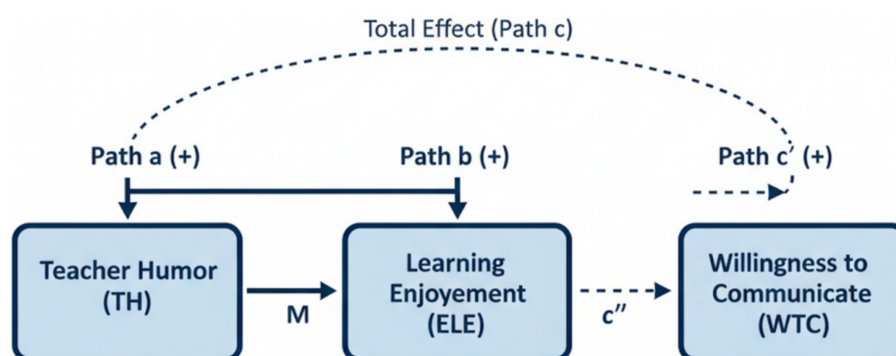 Total Effect (Path c)
Path a (+)
Path b (+)
Path c′ (+)
Teacher Humor
(TH)
M
Learning
Enjoyement
(ELE)
c″
Willingness to
Communicate
(WTC)